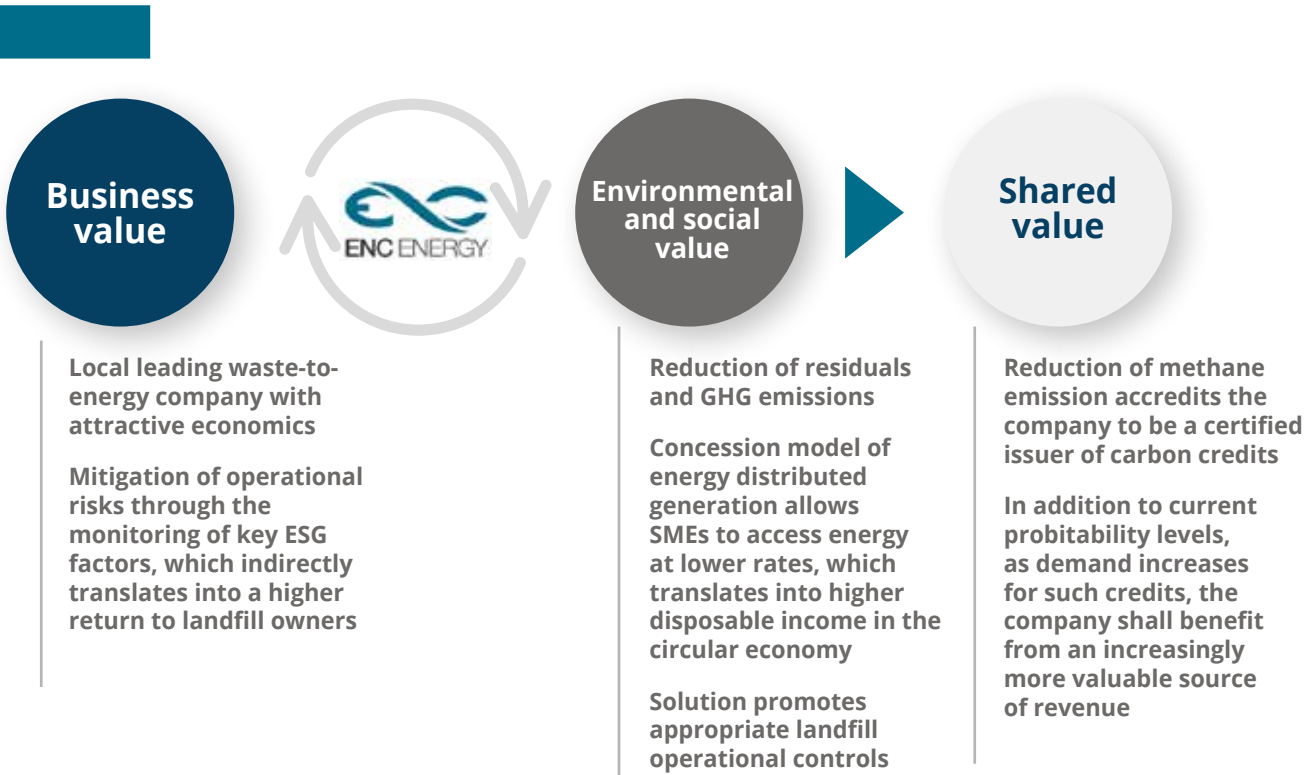 Business
value
ENC
ENC ENERGY
Environmental
and social
value
Shared
value
Local leading waste-to-
energy company with
attractive economics
Mitigation of operational
risks through the
monitoring of key ESG
factors, which indirectly
translates into a higher
return to landfill owners
Reduction of residuals
and GHG emissions
Concession model of
energy distributed
generation allows
SMEs to access energy
at lower rates, which
translates into higher
disposable income in the
circular economy
Solution promotes
appropriate landfill
operational controls
Reduction of methane
emission accredits the
company to be a certified
issuer of carbon credits
In addition to current
probitability levels,
as demand increases
for such credits, the
company shall benefit
from an increasingly
more valuable source
of revenue